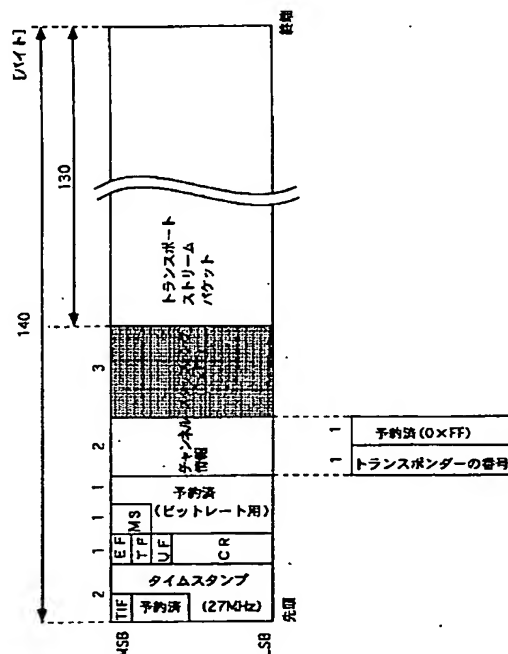 [バイト]
140
130
2
1
1
1
2
3
MSB
LSB
先頭
終端
TIF
予約済
タイムスタンプ
(27MHz)
EF
TP
UF
CR
MS
予約済
(ビットレート用)
チャンネル
情報
トランスポート
ストリーム
パケット
1
トランスポンダーの番号
1
予約済(0×FF)